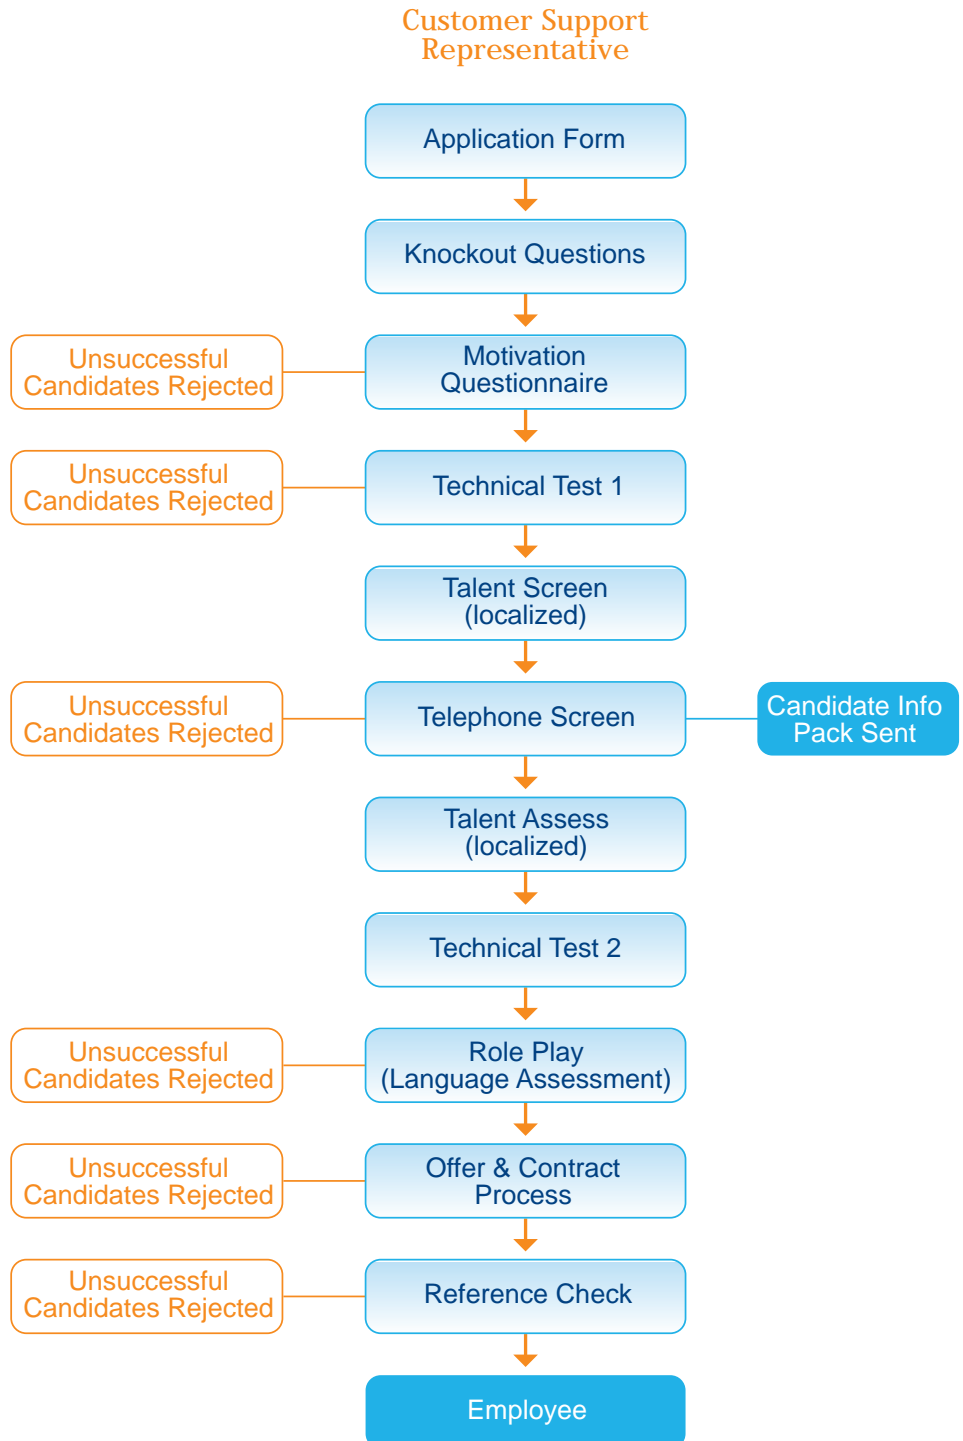 Customer Support
Representative
Application Form
Knockout Questions
Unsuccessful
Candidates Rejected
Motivation
Questionnaire
Unsuccessful
Candidates Rejected
Technical Test 1
Talent Screen
(localized)
Unsuccessful
Candidates Rejected
Telephone Screen
Candidate Info
Pack Sent
Talent Assess
(localized)
Technical Test 2
Unsuccessful
Candidates Rejected
Role Play
(Language Assessment)
Unsuccessful
Candidates Rejected
Offer & Contract
Process
Unsuccessful
Candidates Rejected
Reference Check
Employee